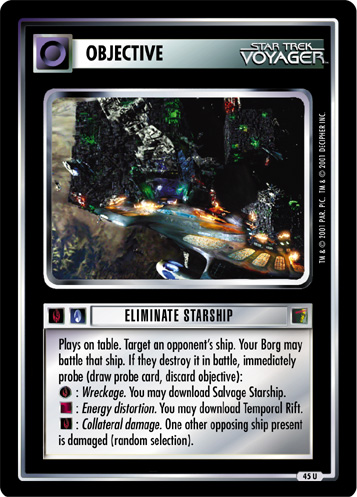 OBJECTIVE
STAR TREK
VOYAGER™
TM & © 2001 PAR. PIC. TM & © 2001 DECIPHER INC.
ELIMINATE STARSHIP
Plays on table. Target an opponent's ship. Your Borg may
battle that ship. If they destroy it in battle, immediately
probe (draw probe card, discard objective):
: Wreckage. You may download Salvage Starship.
: Energy distortion. You may download Temporal Rift.
: Collateral damage. One other opposing ship present
is damaged (random selection).
45 U